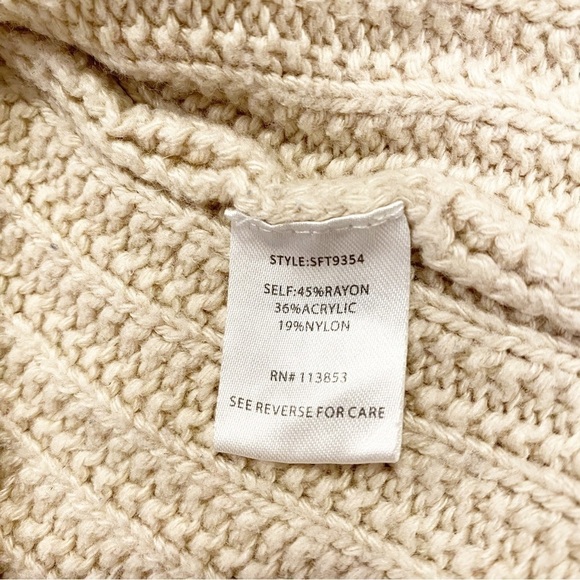 STYLE:SFT9354
SELF:45%RAYON
36%ACRYLIC
19%NYLON
RN# 113853
SEE REVERSE FOR CARE